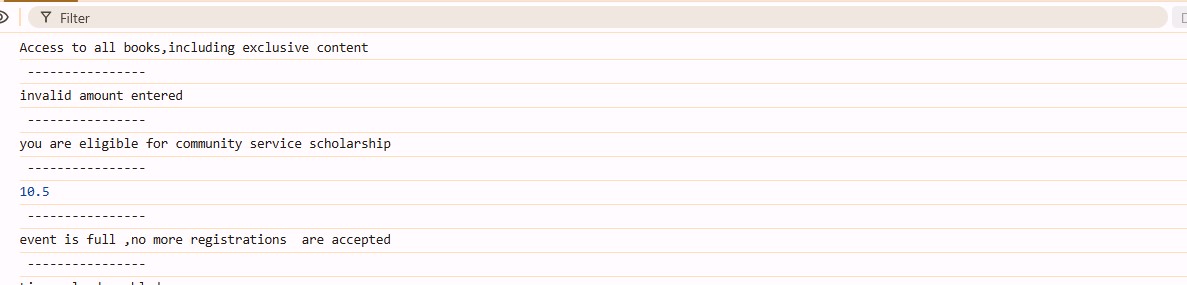 Filter
Access to all books,including exclusive content
----------------
invalid amount entered
----------------
you are eligible for community service scholarship
----------------
10.5
----------------
event is full ,no more registrations  are accepted
----------------